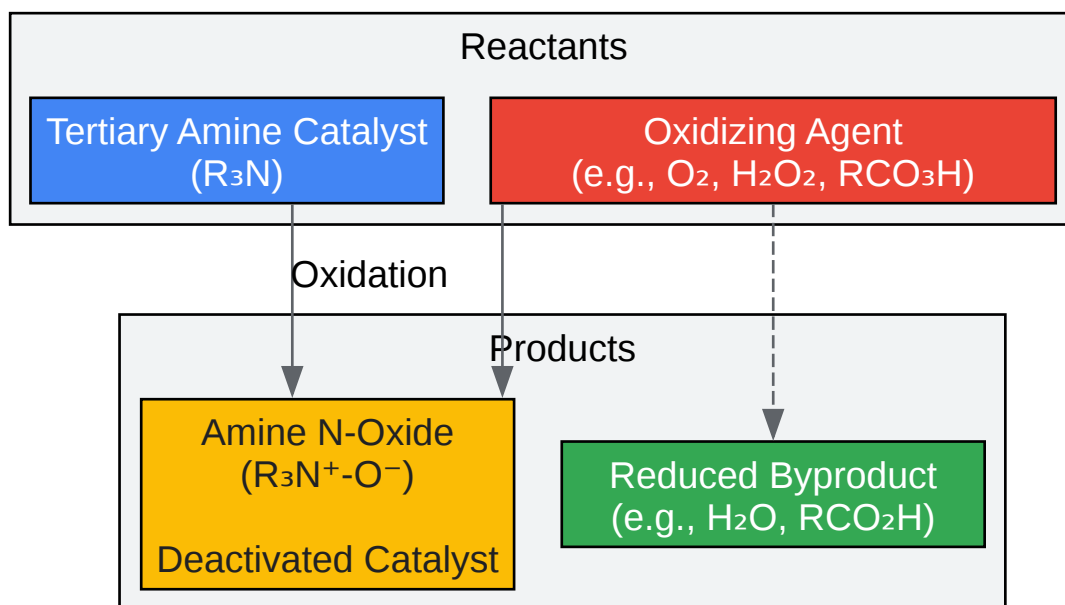 Reactants
Tertiary Amine Catalyst
(R₃N)
Oxidizing Agent
(e.g., O₂, H₂O₂, RCO₃H)
Oxidation
Products
Amine N-Oxide
(R₃N⁺-O⁻)
Deactivated Catalyst
Reduced Byproduct
(e.g., H₂O, RCO₂H)